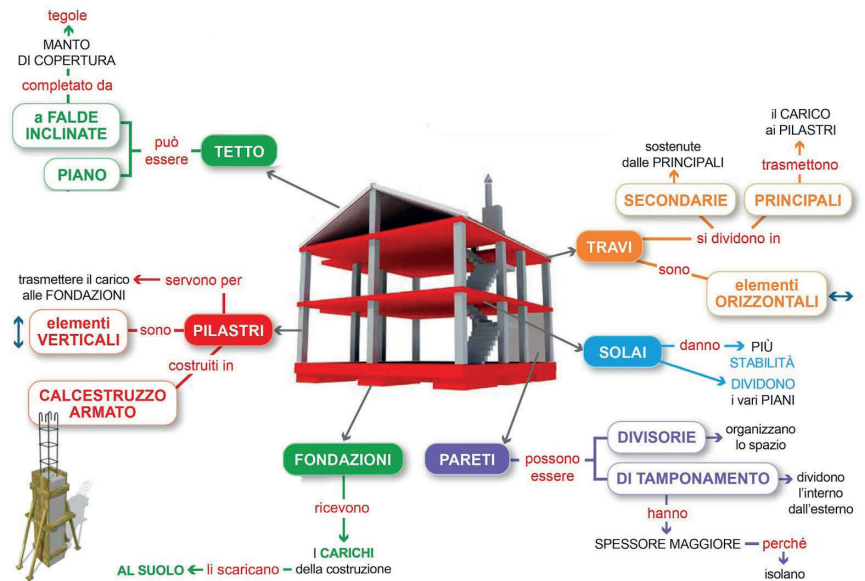 tegole
MANTO
DI COPERTURA
completato da
a FALDE
INCLINATE
PIANO
può
essere
TETTO
il CARICO
ai PILASTRI
sostenute
dalle PRINCIPALI
trasmettono
SECONDARIE
PRINCIPALI
TRAVI
si dividono in
sono
elementi
ORIZZONTALI
trasmettere il carico
alle FONDAZIONI
servono per
elementi
VERTICALI
sono
PILASTRI
costruiti in
CALCESTRUZZO
ARMATO
SOLAI
danno
PIÙ
STABILITÀ
DIVIDONO
i vari PIANI
FONDAZIONI
ricevono
I CARICHI
della costruzione
li scaricano
AL SUOLO
PARETI
possono
essere
DIVISORIE
organizzano
lo spazio
DI TAMPONAMENTO
dividono
l'interno
dall'esterno
hanno
SPESSORE MAGGIORE
perché
isolano